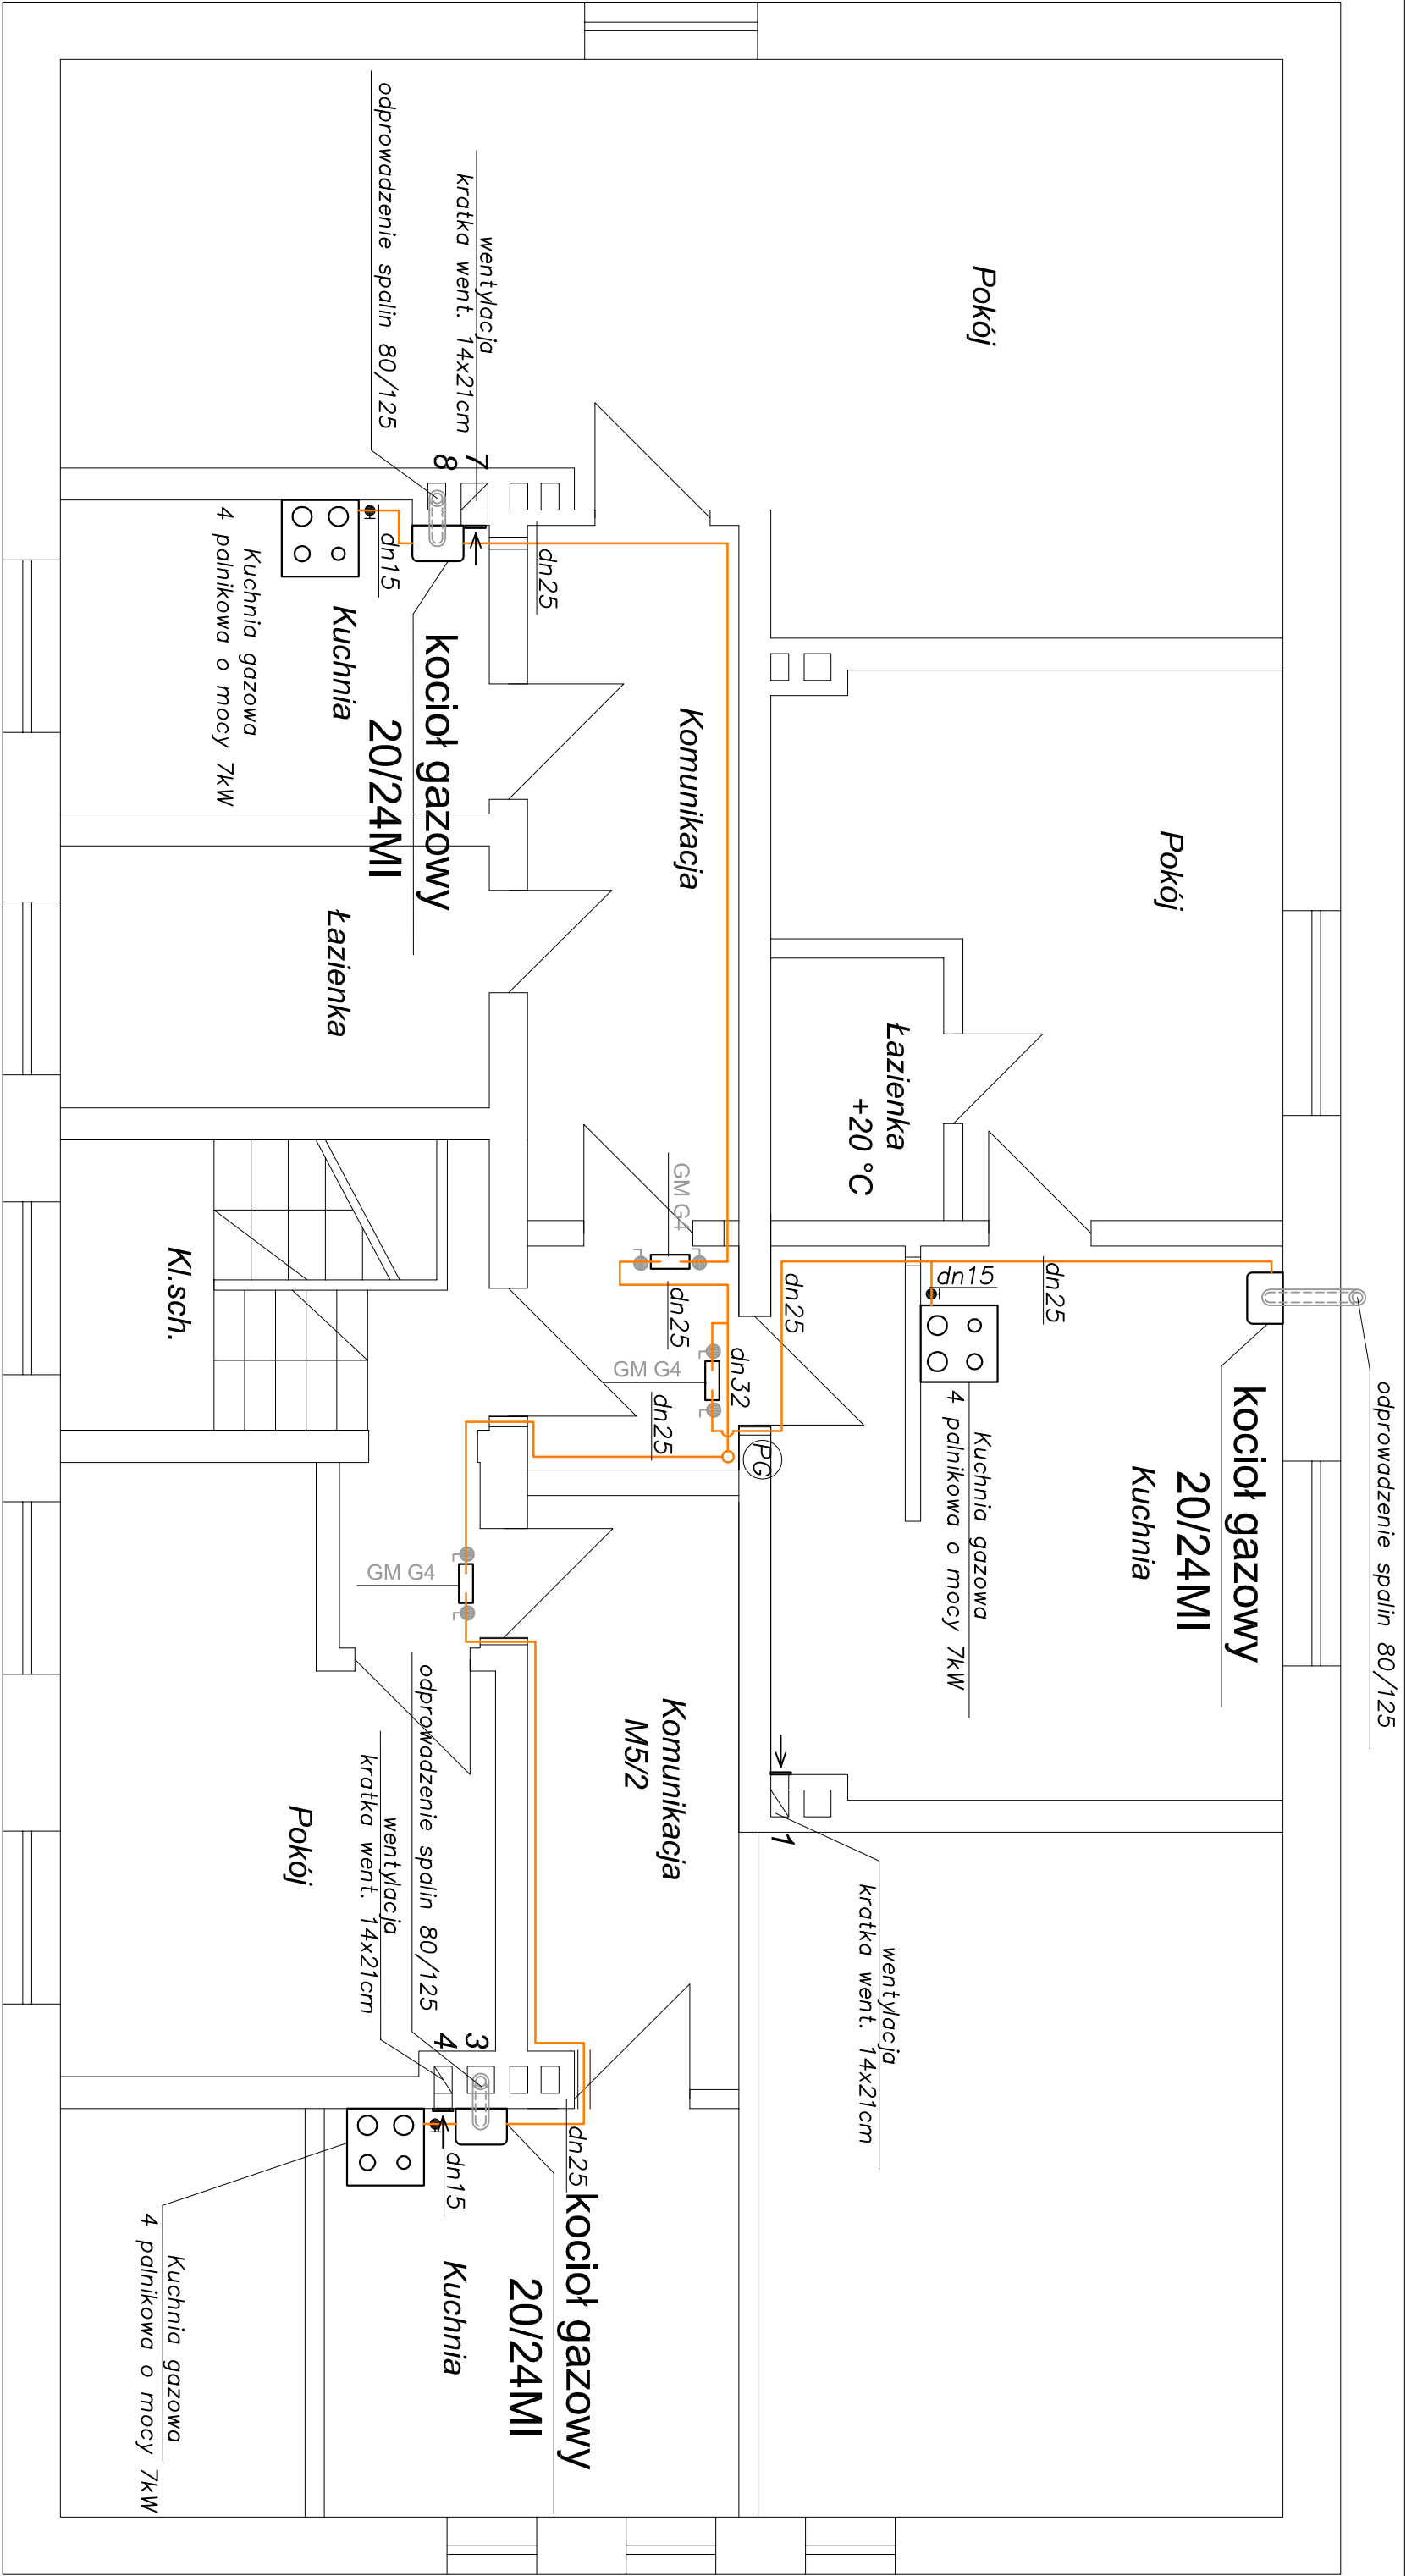 Pokój
odprowadzenie spalin 80/125
wentylacja
kratka went. 14x21cm
7
8
dn15
dn25
Kuchnia gazowa
4 palnikowa o mocy 7kW
Kuchnia
kocioł gazowy
20/24MI
Komunikacja
Pokój
Łazienka
Łazienka
+20 °C
Kl.sch.
GM G4
dn25
dn32
GM G4
dn25
dn25
PG
dn15
dn25
odprowadzenie spalin 80/125
kocioł gazowy
20/24MI
Kuchnia
Kuchnia gazowa
4 palnikowa o mocy 7kW
1
wentylacja
kratka went. 14x21cm
GM G4
Komunikacja
M5/2
odprowadzenie spalin 80/125
wentylacja
kratka went. 14x21cm
Pokój
3
4
dn25
dn15
kocioł gazowy
20/24MI
Kuchnia
Kuchnia gazowa
4 palnikowa o mocy 7kW